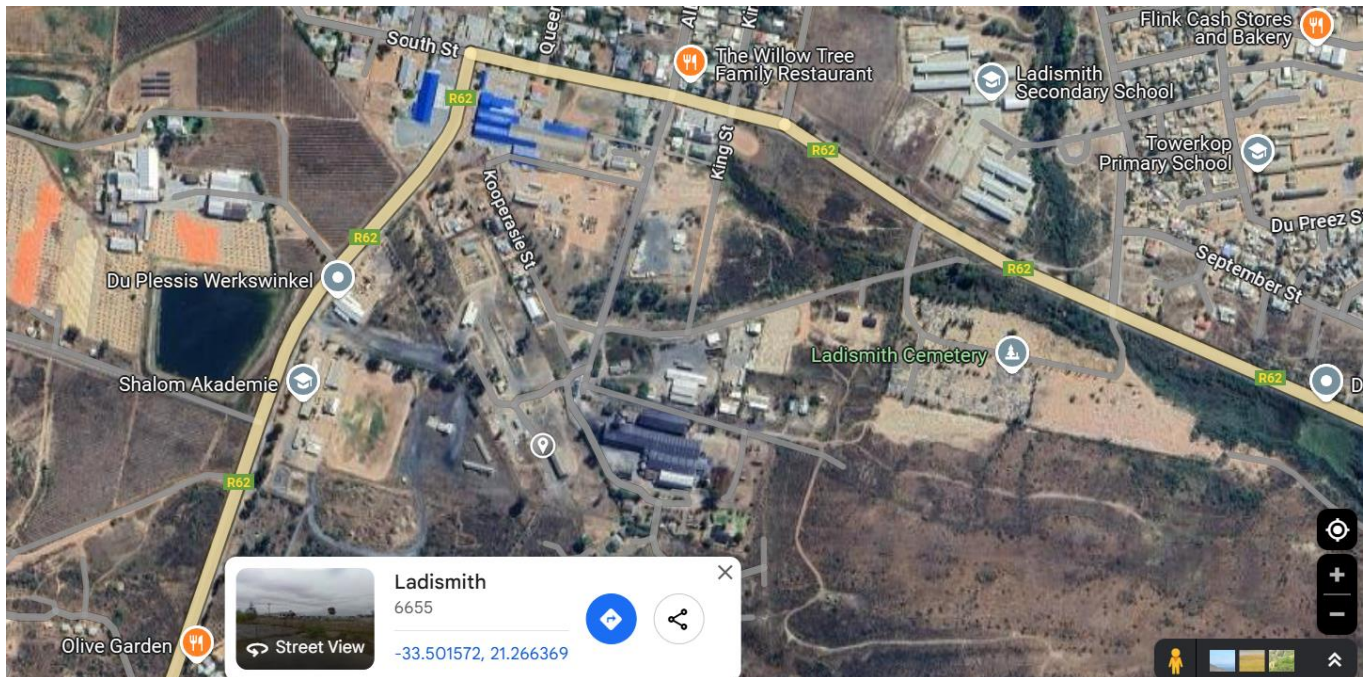 South St
Queen
Al
Kin
Flink Cash Stores
and Bakery
The Willow Tree
Family Restaurant
Ladismith
Secondary School
R62
Towerkop
Primary School
R62
King St
Kooperasie St
Du Preez S
R62
September St
R62
Du Plessis Werkswinkel
Ladismith Cemetery
Shalom Akademie
R62
D
R62
Ladismith
6655
-33.501572, 21.266369
Street View
Olive Garden